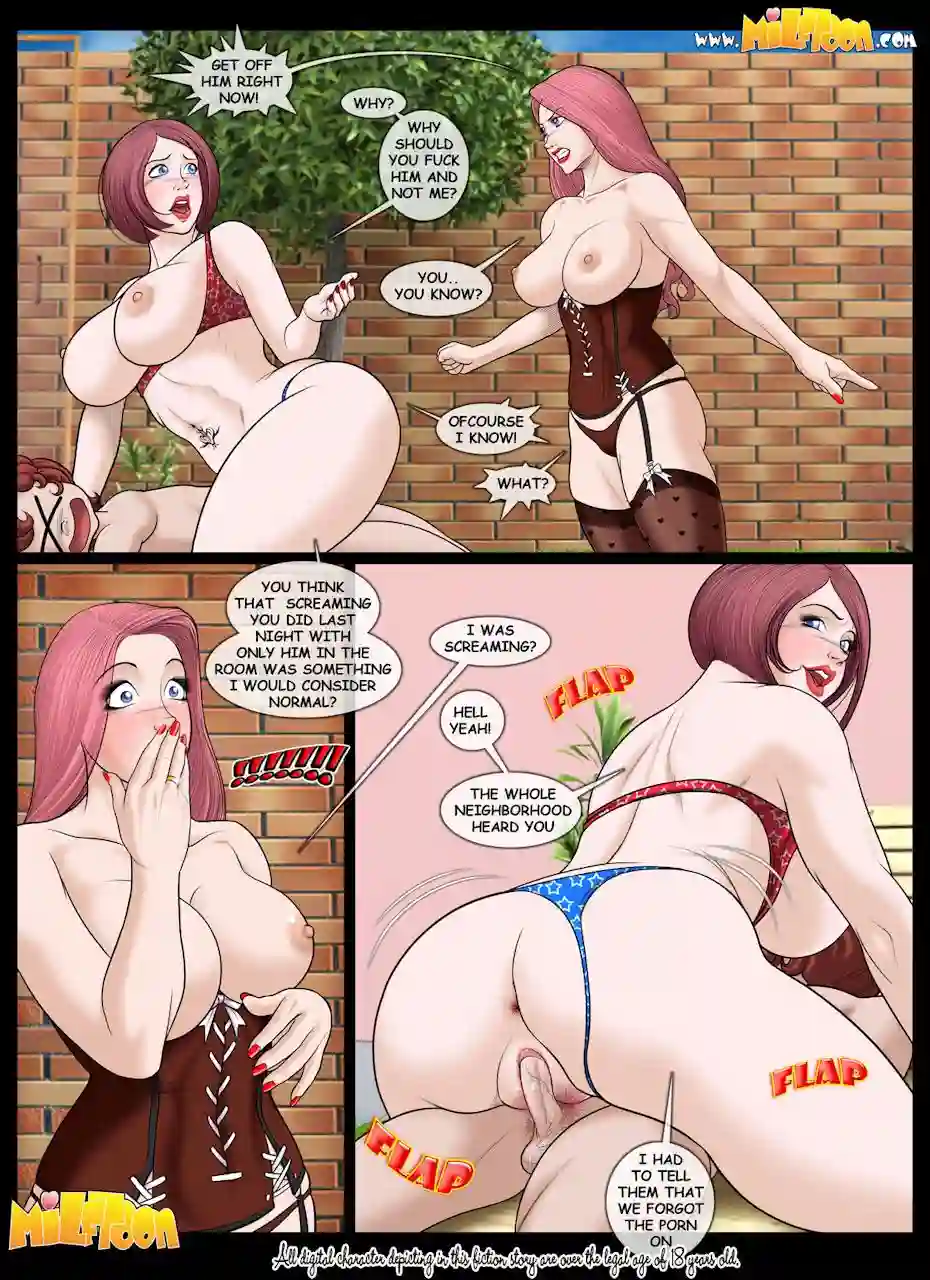 www.MILFToon.com
GET OFF
HIM RIGHT
NOW!
WHY?
WHY
SHOULD
YOU FUCK
HIM AND
NOT ME?
YOU..
YOU KNOW?
OFCOURSE
I KNOW!
WHAT?
YOU THINK
THAT SCREAMING
YOU DID LAST
NIGHT WITH
ONLY HIM IN THE
ROOM WAS SOMETHING
I WOULD CONSIDER
NORMAL?
!!!!!!!!
I WAS
SCREAMING?
FLAP
HELL
YEAH!
THE WHOLE
NEIGHBORHOOD
HEARD YOU
FLAP
FLAP
I HAD
TO TELL
THEM THAT
WE FORGOT
THE PORN
ON
MILFToon
All digital character depicting in this fiction story are over the legal age of 18 years old.